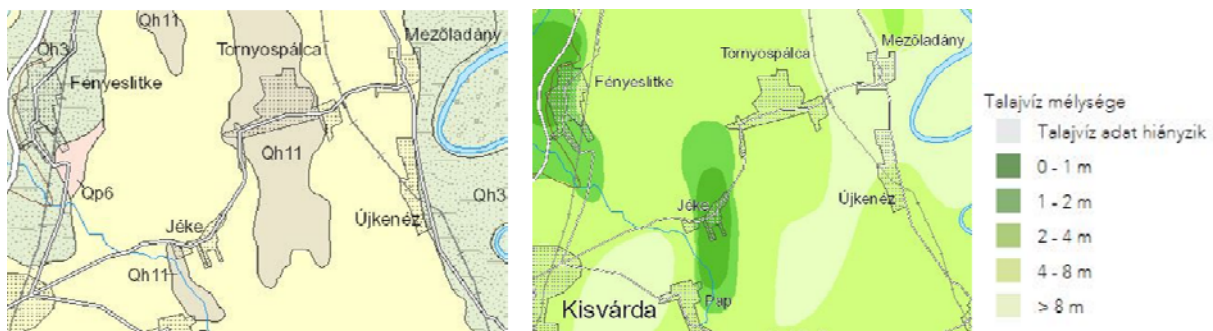 Qh11
Qh3
Fényeslitke
Tornyospálca
Mezőladány
Qh11
Qp6
Jéke
Újkenéz
Qh3
Qh11
Fényeslitke
Tornyospálca
Mezőladány
Jéke
Újkenéz
Kisvárda
Pap
Talajvíz mélysége
Talajvíz adat hiányzik
0 - 1 m
1 - 2 m
2 - 4 m
4 - 8 m
> 8 m